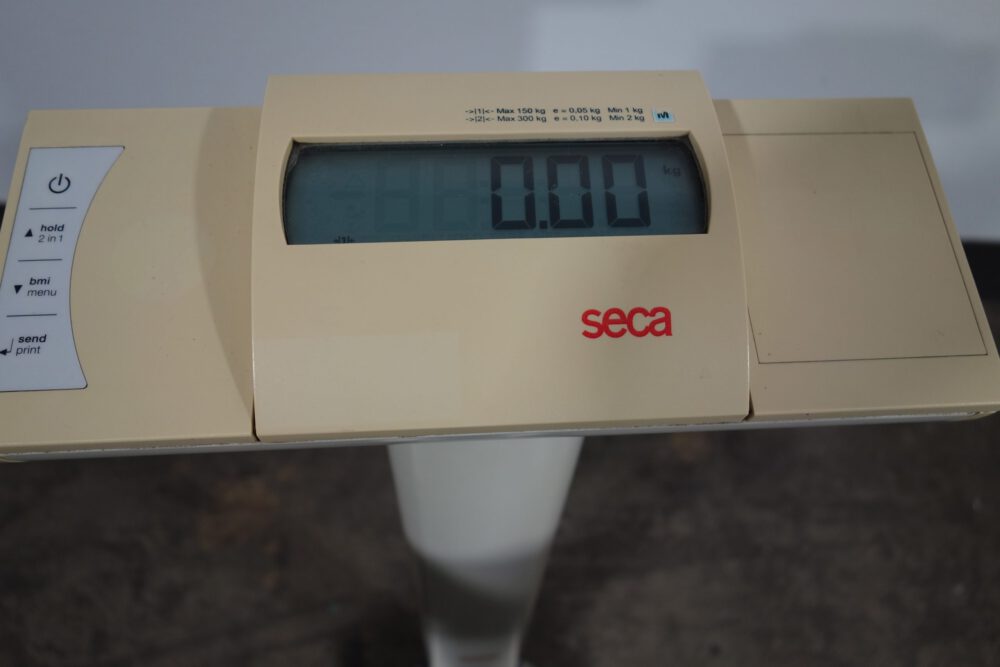 ->|1|<- Max 150 kg e = 0,05 kg Min 1 kg
->|2|<- Max 300 kg e = 0,10 kg Min 2 kg
M
0.00 kg
seca
hold
2 in 1
bmi
menu
send
print